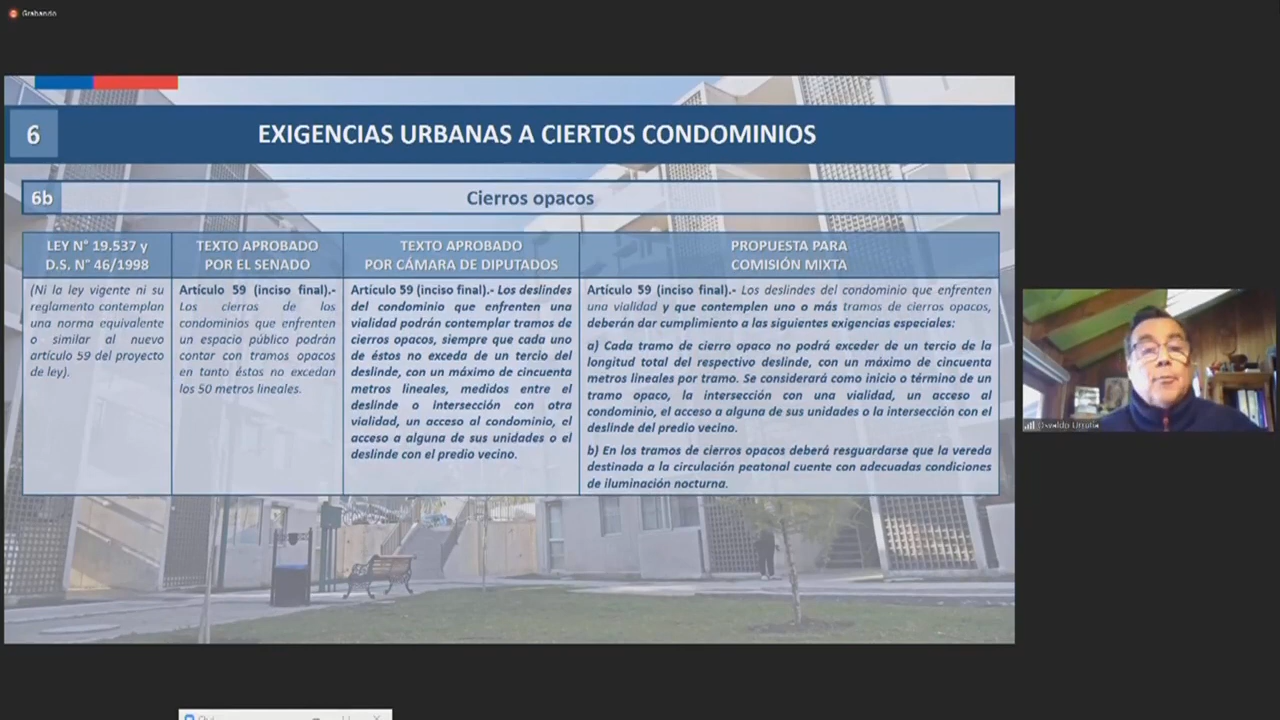 Grabando
6
EXIGENCIAS URBANAS A CIERTOS CONDOMINIOS
6b
Cierros opacos
LEY N° 19.537 y
D.S. N° 46/1998
TEXTO APROBADO
POR EL SENADO
TEXTO APROBADO
POR CÁMARA DE DIPUTADOS
PROPUESTA PARA
COMISIÓN MIXTA
(Ni la ley vigente ni su
reglamento contemplan
una norma equivalente
o similar al nuevo
artículo 59 del proyecto
de ley).
Artículo 59 (inciso final).-
Los cierros de los
condominios que enfrenten
un espacio público podrán
contar con tramos opacos
en tanto éstos no excedan
los 50 metros lineales.
Artículo 59 (inciso final).- Los deslindes
del condominio que enfrenten una
vialidad podrán contemplar tramos de
cierros opacos, siempre que cada uno
de éstos no exceda de un tercio del
deslinde, con un máximo de cincuenta
metros lineales, medidos entre el
deslinde o intersección con otra
vialidad, un acceso al condominio, el
acceso a alguna de sus unidades o el
deslinde con el predio vecino.
Artículo 59 (inciso final).- Los deslindes del condominio que enfrenten
una vialidad y que contemplen uno o más tramos de cierros opacos,
deberán dar cumplimiento a las siguientes exigencias especiales:
a) Cada tramo de cierro opaco no podrá exceder de un tercio de la
longitud total del respectivo deslinde, con un máximo de cincuenta
metros lineales por tramo. Se considerará como inicio o término de un
tramo opaco, la intersección con una vialidad, un acceso al
condominio, el acceso a alguna de sus unidades o la intersección con el
deslinde del predio vecino.
b) En los tramos de cierros opacos deberá resguardarse que la vereda
destinada a la circulación peatonal cuente con adecuadas condiciones
de iluminación nocturna.
Osvaldo Urrutia